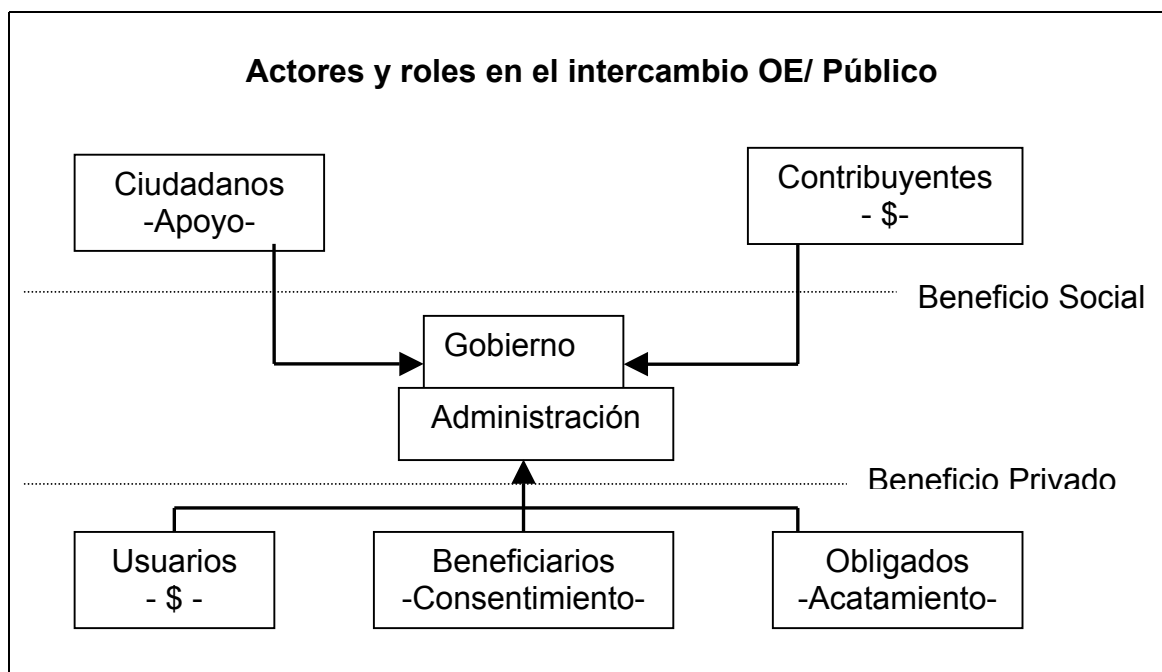 Actores y roles en el intercambio OE/ Público
Ciudadanos
-Apoyo-
Contribuyentes
- $-
Beneficio Social
Gobierno
Administración
Beneficio Privado
Usuarios
- $ -
Beneficiarios
-Consentimiento-
Obligados
-Acatamiento-